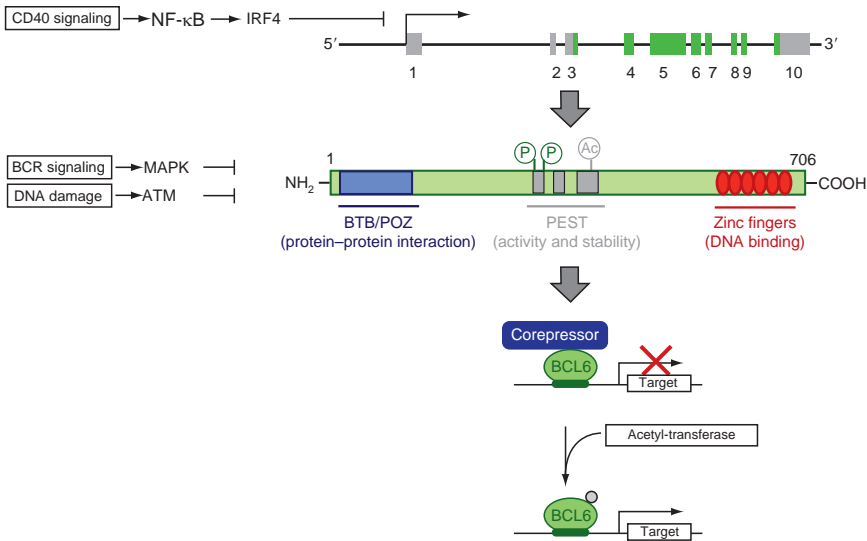 CD40 signaling NF-κB IRF4
5′ 3′
1 2 3 4 5 6 7 8 9 10
P P Ac
1 706
BCR signaling MAPK
DNA damage ATM
NH2 COOH
BTB/POZ PEST Zinc fingers
(protein–protein interaction) (activity and stability) (DNA binding)
Corepressor
BCL6
Target
Acetyl-transferase
BCL6
Target